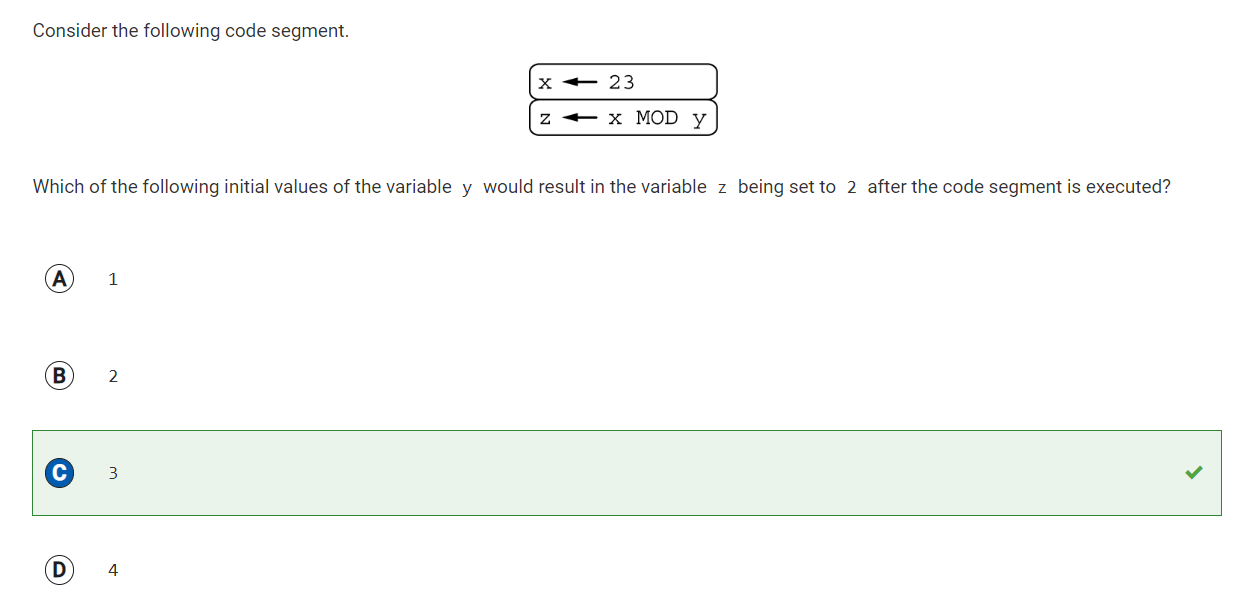 Consider the following code segment.
x ← 23
z ← x MOD y
Which of the following initial values of the variable y would result in the variable z being set to 2 after the code segment is executed?
A 1
B 2
C 3
D 4